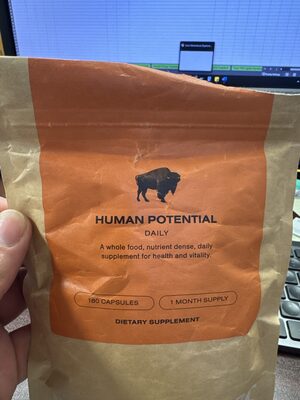 HUMAN POTENTIAL
DAILY
A whole food, nutrient dense, daily
supplement for health and vitality.
180 CAPSULES
1 MONTH SUPPLY
DIETARY SUPPLEMENT